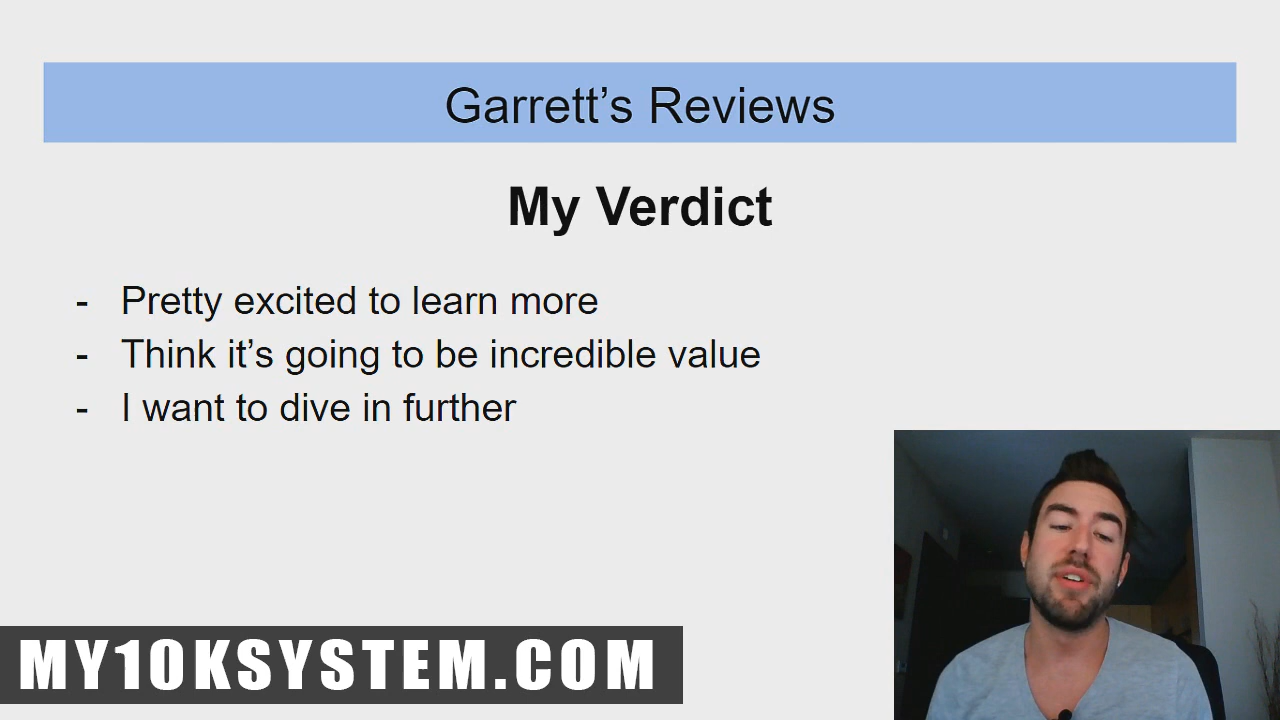 Garrett’s Reviews
My Verdict
- Pretty excited to learn more
- Think it’s going to be incredible value
- I want to dive in further
MY10KSYSTEM.COM